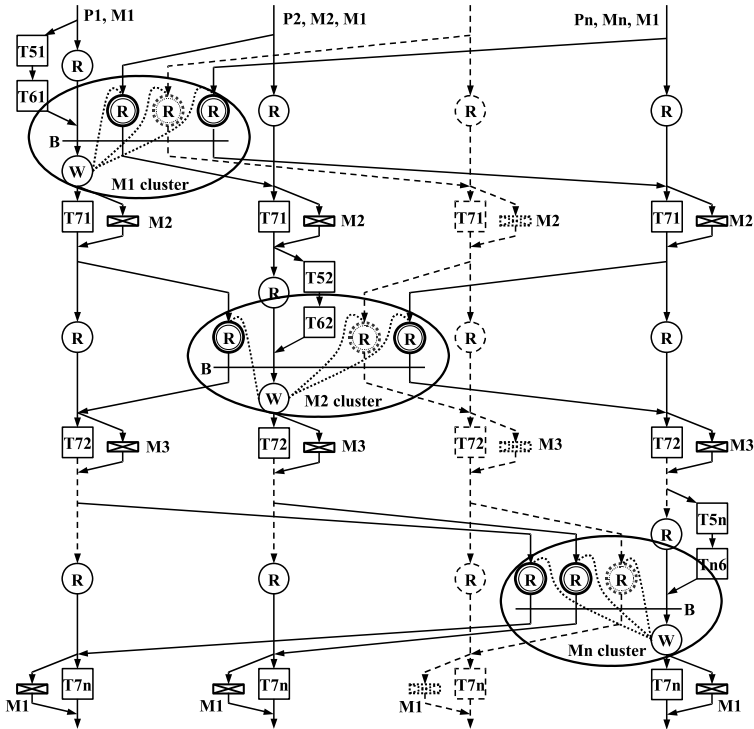 P1, M1 P2, M2, M1 Pn, Mn, M1
T51
R
T61
R R R R R R
B
W
M1 cluster
T71 M2 T71 M2 T71 M2 T71 M2
R T52
T62
R R R R R R
B
W
M2 cluster
T72 M3 T72 M3 T72 M3 T72 M3
T5n
R
Tn6
R R R R R R
B
W
Mn cluster
M1 T7n M1 T7n M1 T7n T7n M1